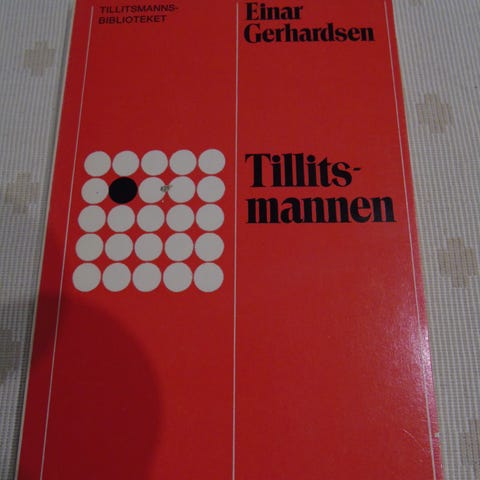 TILLITSMANNS-
BIBLIOTEKET
Einar
Gerhardsen
Tillits-
mannen